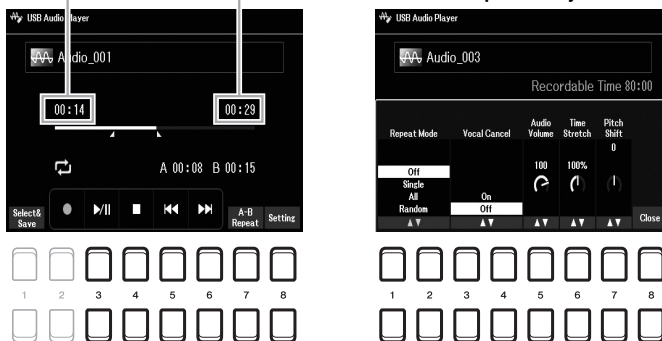 USB Audio Player
Audio_001
00:14
00:29
A 00:08 B 00:15
Select&
Save
A-B
Repeat
Setting
1 2 3 4 5 6 7 8
USB Audio Player
Audio_003
Recordable Time 80:00
Repeat Mode
Vocal Cancel
Audio
Volume
Time
Stretch
Pitch
Shift
Off
Single
All
Random
On
Off
100
100%
0
Close
1 2 3 4 5 6 7 8